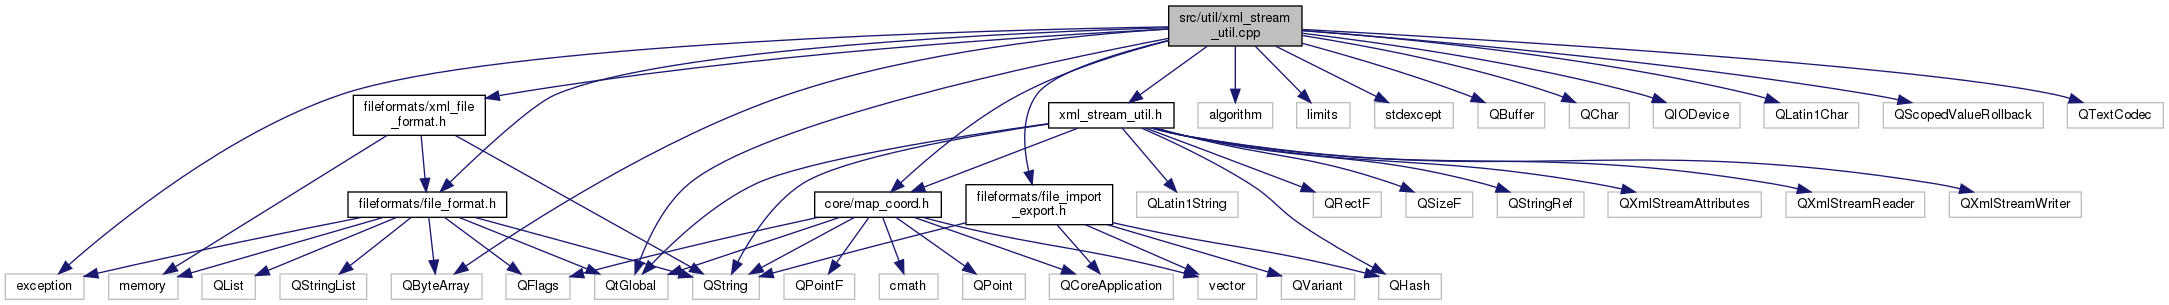 src/util/xml_stream
_util.cpp
fileformats/xml_file
_format.h
xml_stream_util.h
algorithm
limits
stdexcept
QBuffer
QChar
QIODevice
QLatin1Char
QScopedValueRollback
QTextCodec
fileformats/file_format.h
core/map_coord.h
fileformats/file_import
_export.h
QLatin1String
QRectF
QSizeF
QStringRef
QXmlStreamAttributes
QXmlStreamReader
QXmlStreamWriter
exception
memory
QList
QStringList
QByteArray
QFlags
QtGlobal
QString
QPointF
cmath
QPoint
QCoreApplication
vector
QVariant
QHash